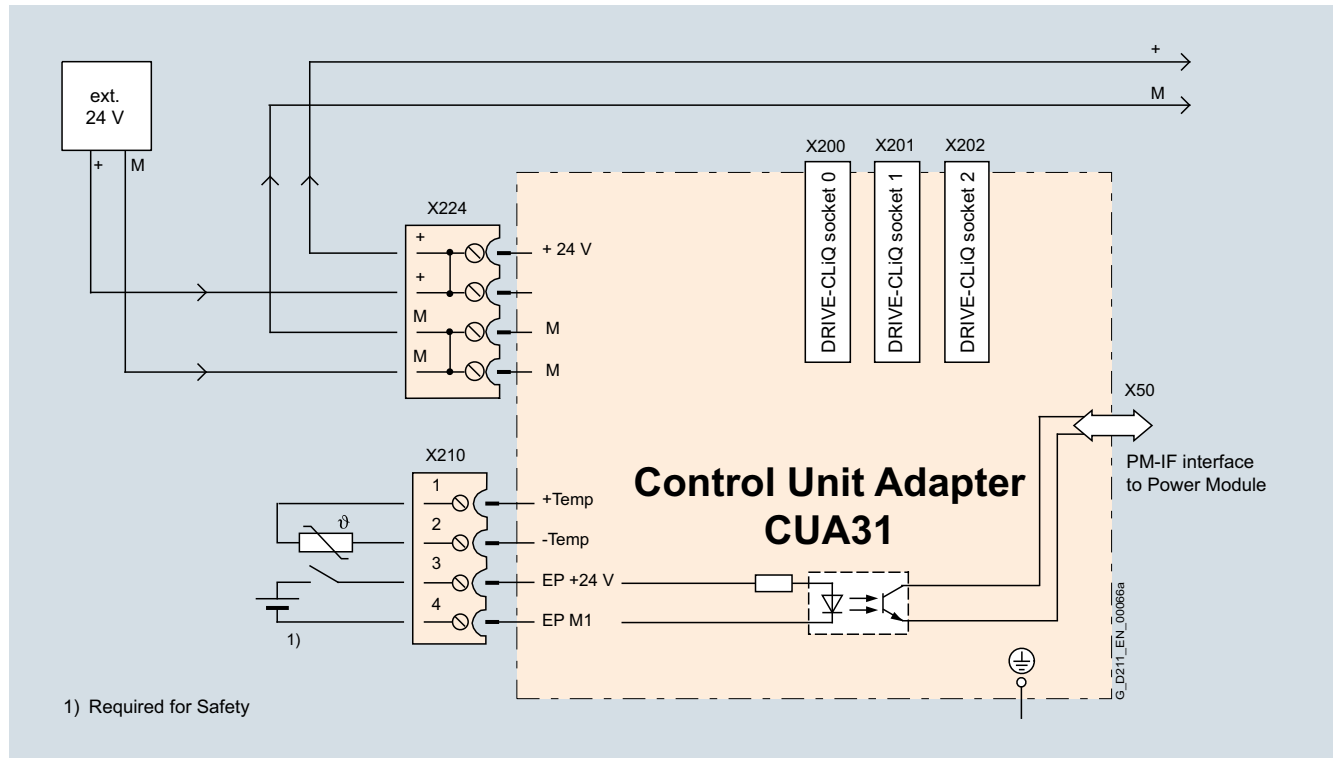 ext.
24 V
+
M
+
M
X224
+
+
M
M
+ 24 V
M
M
X200
X201
X202
DRIVE-CLiQ socket 0
DRIVE-CLiQ socket 1
DRIVE-CLiQ socket 2
X50
PM-IF interface
to Power Module
Control Unit Adapter
CUA31
X210
1
2
3
4
ϑ
+Temp
-Temp
EP +24 V
EP M1
1)
1) Required for Safety
G_D211_EN_00066a